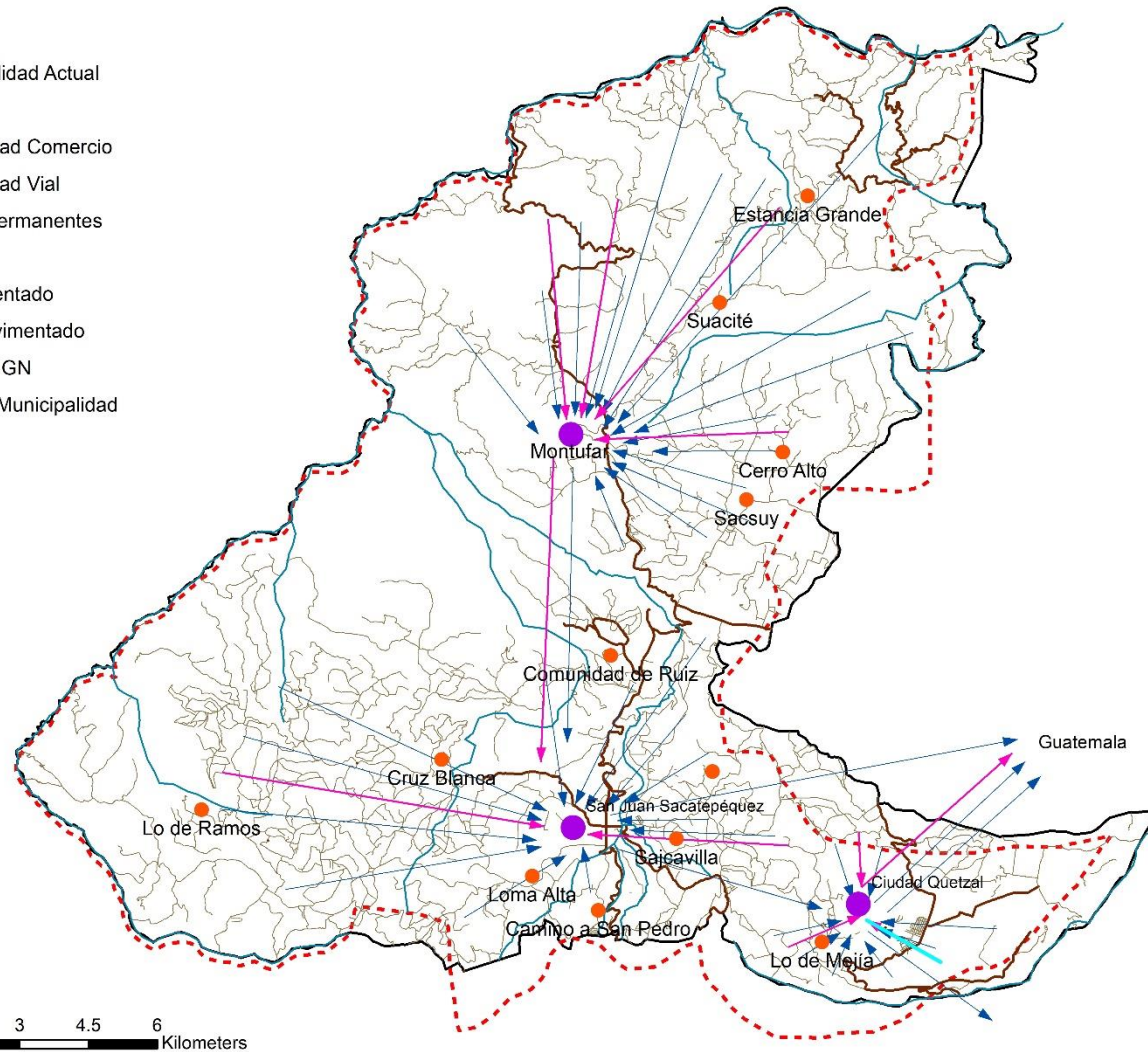 lidad Actual
ad Comercio
ad Vial
ermanentes
entado
vimentado
GN
Municipalidad
Estancia Grande
Suacité
Montufar
Cerro Alto
Sacsuy
Comunidad de Ruiz
Guatemala
Cruz Blanca
San Juan Sacatepéquez
Lo de Ramos
Sajcavilla
Loma Alta
Ciudad Quetzal
Camino a San Pedro
Lo de Mejía
3 4.5 6
Kilometers